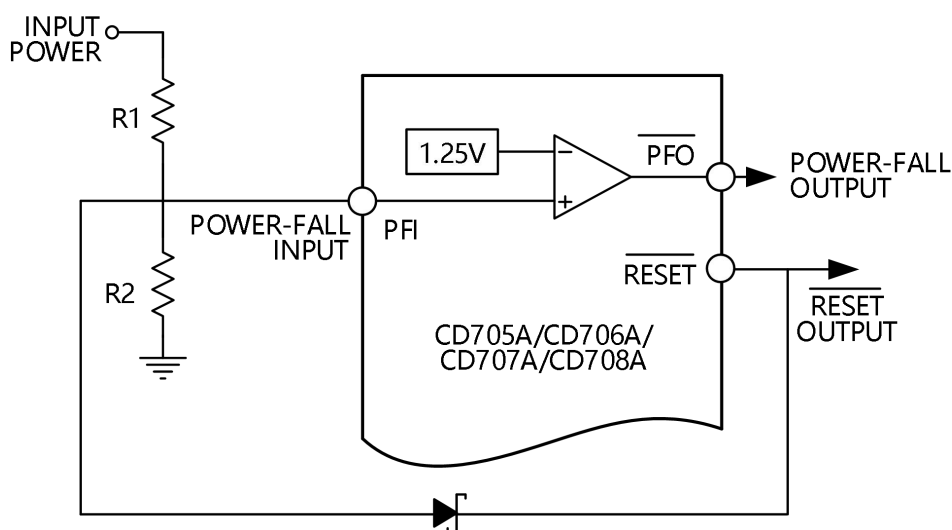 INPUT
POWER
R1
1.25V
PFO
POWER-FALL
OUTPUT
POWER-FALL
INPUT
PFI
R2
RESET
RESET
OUTPUT
CD705A/CD706A/
CD707A/CD708A